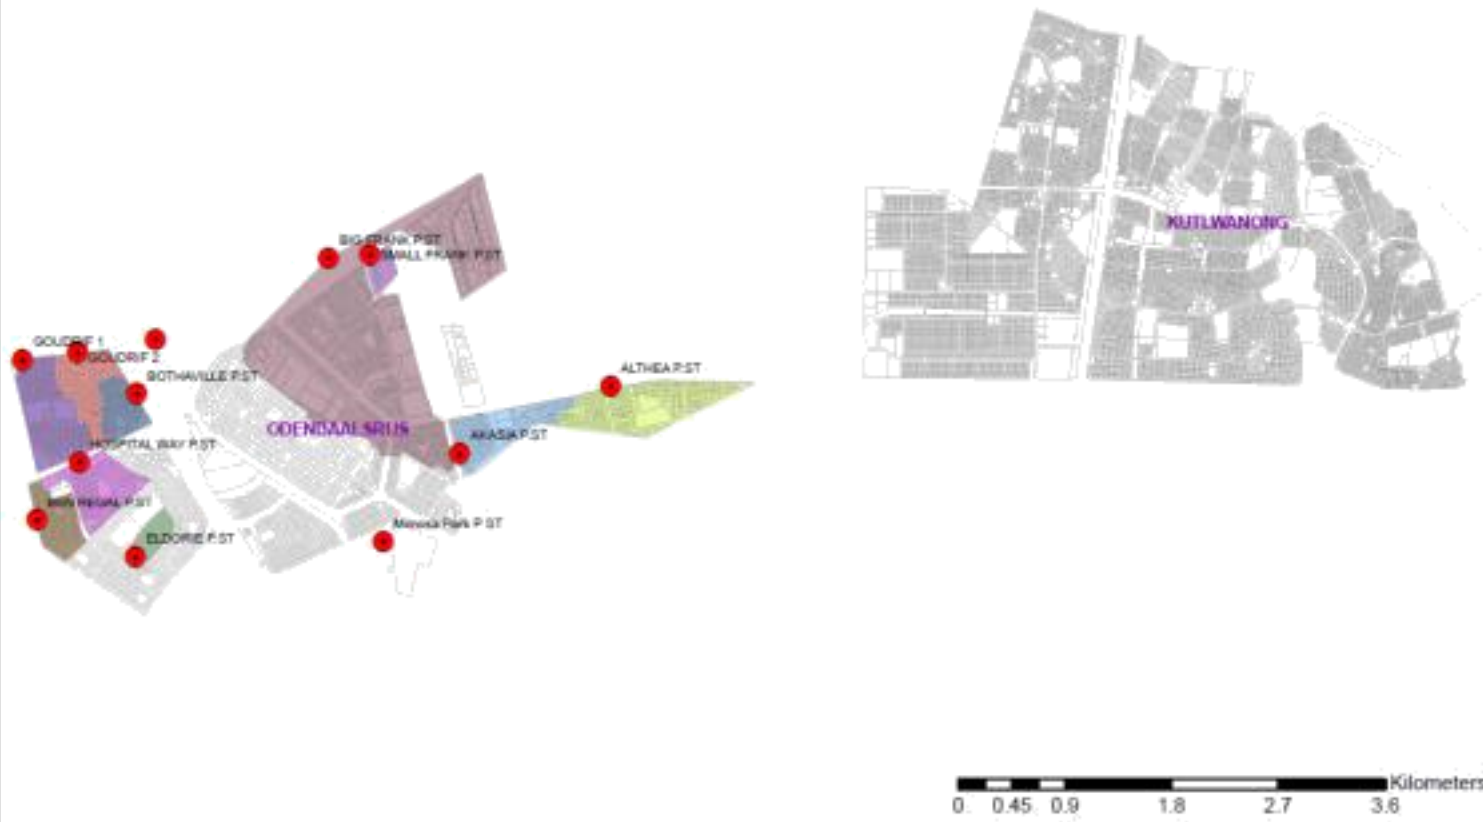 KUTLWANONG
BIG FRANK P.ST
SMALL FRANK P.ST
GOUDRIF 1
GOUDRIF 2
BOTHAVILLE P.ST
ALTHEA P.ST
ODENDAALSRUS
AKASIA P.ST
HOSPITAL WAY P.ST
REGAL P.ST
Mimosa Park P ST
ELDORIE P.ST
Kilometers
0 0.45 0.9 1.8 2.7 3.6